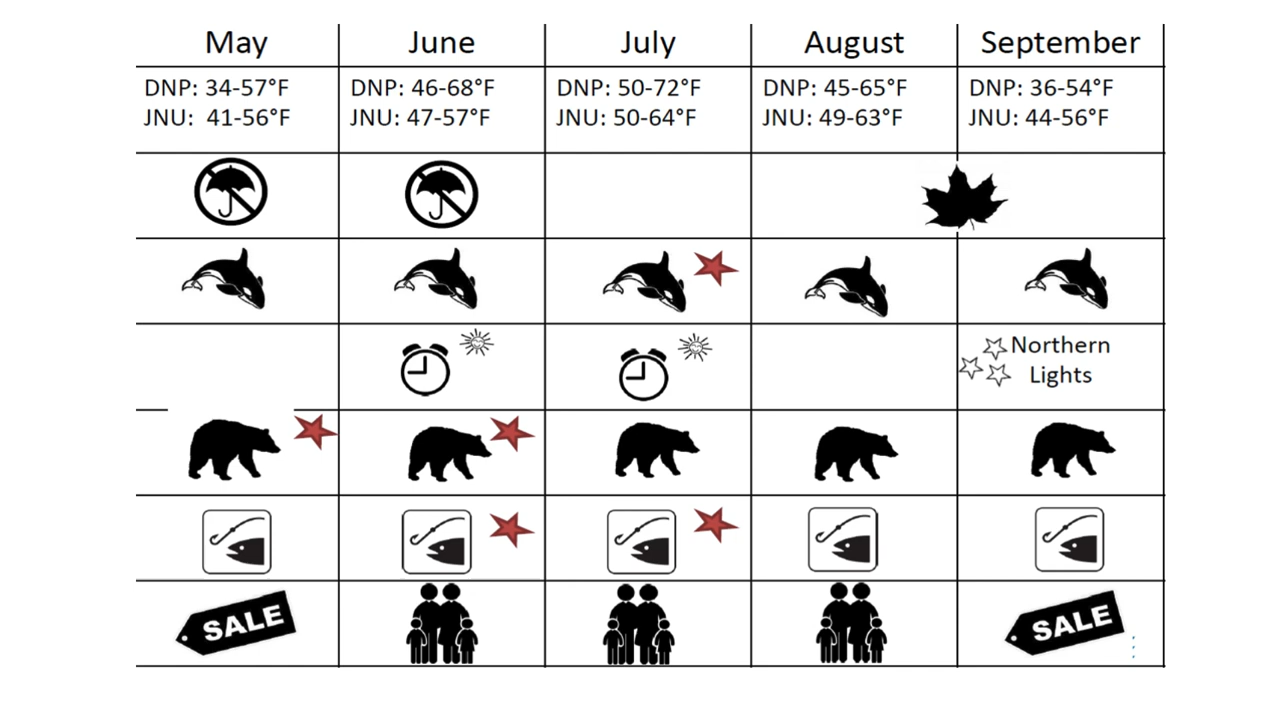 May June July August September
DNP: 34-57°F DNP: 46-68°F DNP: 50-72°F DNP: 45-65°F DNP: 36-54°F
JNU: 41-56°F JNU: 47-57°F JNU: 50-64°F JNU: 49-63°F JNU: 44-56°F
Northern
Lights
SALE SALE